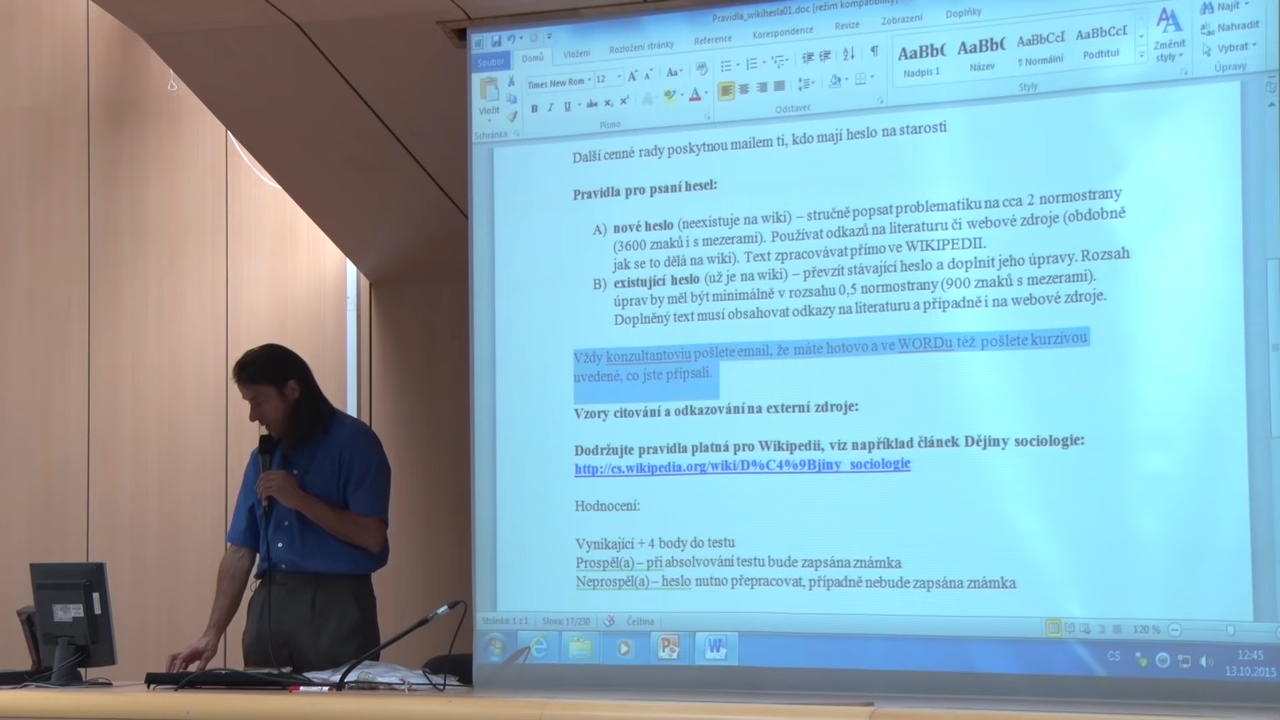 Pravidla_wikihesla01.doc [režim kompatibility]
Soubor Domů Vložení Rozložení stránky Reference Korespondence Revize Zobrazení Doplňky
Times New Rom 12
Vložit
Schránka Písmo Odstavec Styly
AaBbC AaBbC AaBbCcI AaBbCcI
Nadpis 1 Název ¶ Normální Podtitul
Změnit styly
Najít
Nahradit
Vybrat
Úpravy
Další cenné rady poskytnou mailem ti, kdo mají heslo na starosti
Pravidla pro psaní hesel:
A) nové heslo (neexistuje na wiki) – stručně popsat problematiku na cca 2 normostrany
(3600 znaků i s mezerami). Používat odkazů na literaturu či webové zdroje (obdobně
jak se to dělá na wiki). Text zpracovávat přímo ve WIKIPEDII.
B) existující heslo (už je na wiki) – převzít stávající heslo a doplnit jeho úpravy. Rozsah
úprav by měl být minimálně v rozsahu 0,5 normostrany (900 znaků s mezerami).
Doplněný text musí obsahovat odkazy na literaturu a případně i na webové zdroje.
Vždy konzultantoviu pošlete email, že máte hotovo a ve WORDu též pošlete kurzívou
uvedené, co jste připsali.
Vzory citování a odkazování na externí zdroje:
Dodržujte pravidla platná pro Wikipedii, viz například článek Dějiny sociologie:
http://cs.wikipedia.org/wiki/D%C4%9Bjiny_sociologie
Hodnocení:
Vynikající + 4 body do testu
Prospěl(a) – při absolvování testu bude zapsána známka
Neprospěl(a) – heslo nutno přepracovat, případně nebude zapsána známka
Stránka: 1 z 1 Slova: 17/230 Čeština 120 %
CS 12:45
13.10.2015